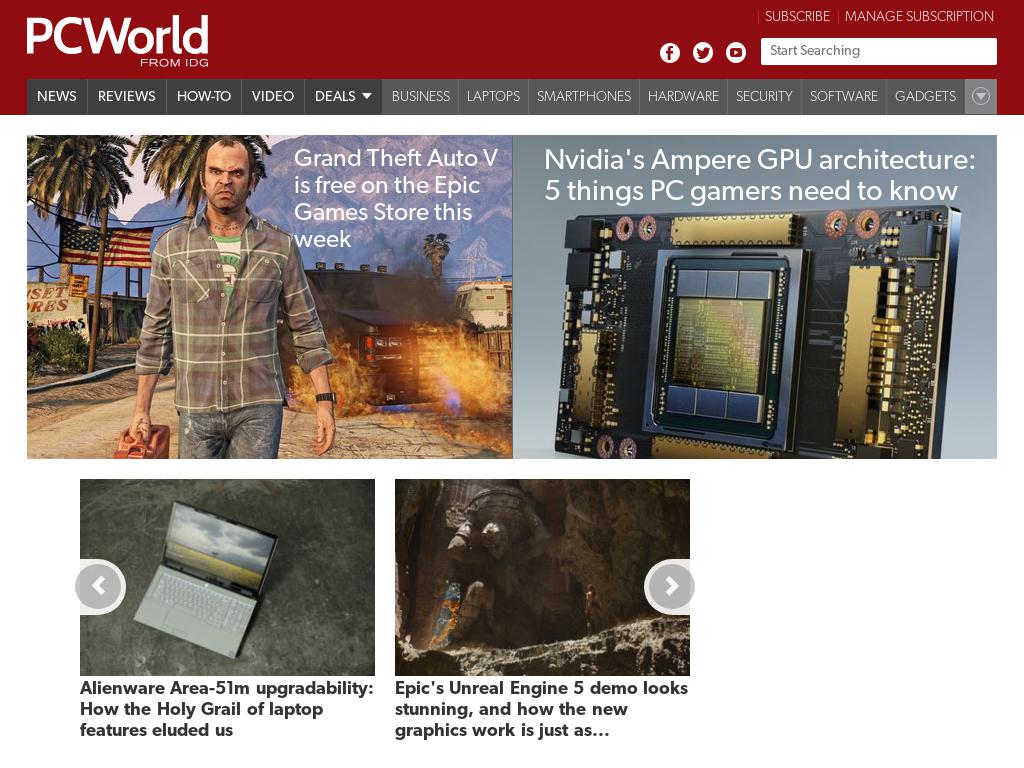 SUBSCRIBE
MANAGE SUBSCRIPTION
PCWorld
FROM IDG
Start Searching
NEWS
REVIEWS
HOW-TO
VIDEO
DEALS
BUSINESS
LAPTOPS
SMARTPHONES
HARDWARE
SECURITY
SOFTWARE
GADGETS
Grand Theft Auto V
is free on the Epic
Games Store this
week
Nvidia's Ampere GPU architecture:
5 things PC gamers need to know
Alienware Area-51m upgradability:
How the Holy Grail of laptop
features eluded us
Epic's Unreal Engine 5 demo looks
stunning, and how the new
graphics work is just as...